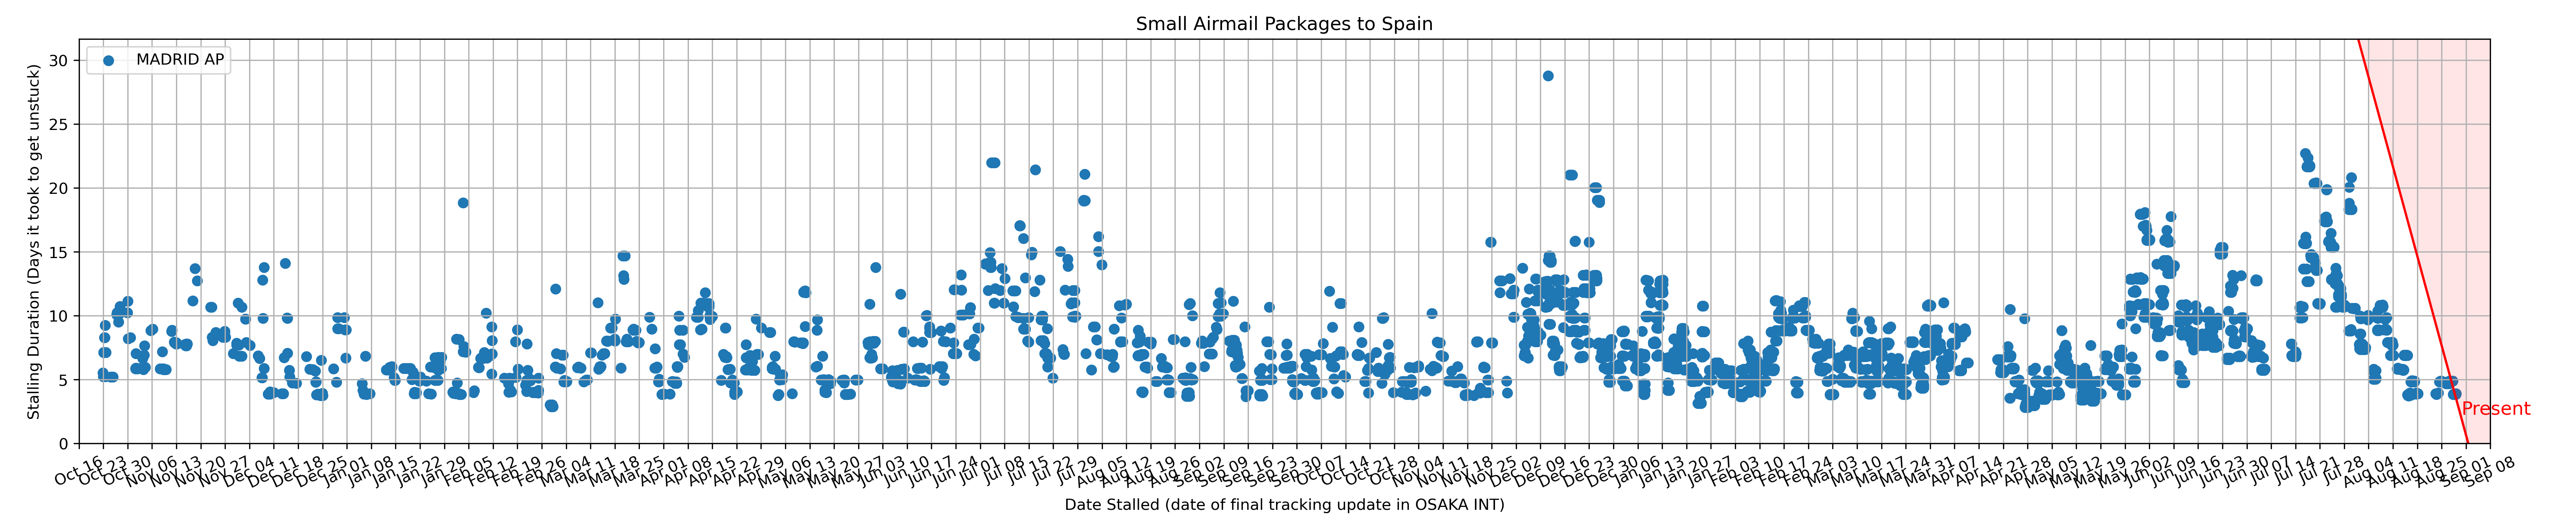 Small Airmail Packages to Spain
MADRID AP
Stalling Duration (Days it took to get unstuck)
30
25
20
15
10
5
0
Present
Oct 16
Oct 23
Oct 30
Nov 06
Nov 13
Nov 20
Nov 27
Dec 04
Dec 11
Dec 18
Dec 25
Jan 01
Jan 08
Jan 15
Jan 22
Jan 29
Feb 05
Feb 12
Feb 19
Feb 26
Mar 04
Mar 11
Mar 18
Mar 25
Apr 01
Apr 08
Apr 15
Apr 22
Apr 29
May 06
May 13
May 20
May 27
Jun 03
Jun 10
Jun 17
Jun 24
Jul 01
Jul 08
Jul 15
Jul 22
Jul 29
Aug 05
Aug 12
Aug 19
Aug 26
Sep 02
Sep 09
Sep 16
Sep 23
Sep 30
Oct 07
Oct 14
Oct 21
Oct 28
Nov 04
Nov 11
Nov 18
Nov 25
Dec 02
Dec 09
Dec 16
Dec 23
Dec 30
Jan 06
Jan 13
Jan 20
Jan 27
Feb 03
Feb 10
Feb 17
Feb 24
Mar 03
Mar 10
Mar 17
Mar 24
Mar 31
Apr 07
Apr 14
Apr 21
Apr 28
May 05
May 12
May 19
May 26
Jun 02
Jun 09
Jun 16
Jun 23
Jun 30
Jul 07
Jul 14
Jul 21
Jul 28
Aug 04
Aug 11
Aug 18
Aug 25
Sep 01
Sep 08
Date Stalled (date of final tracking update in OSAKA INT)